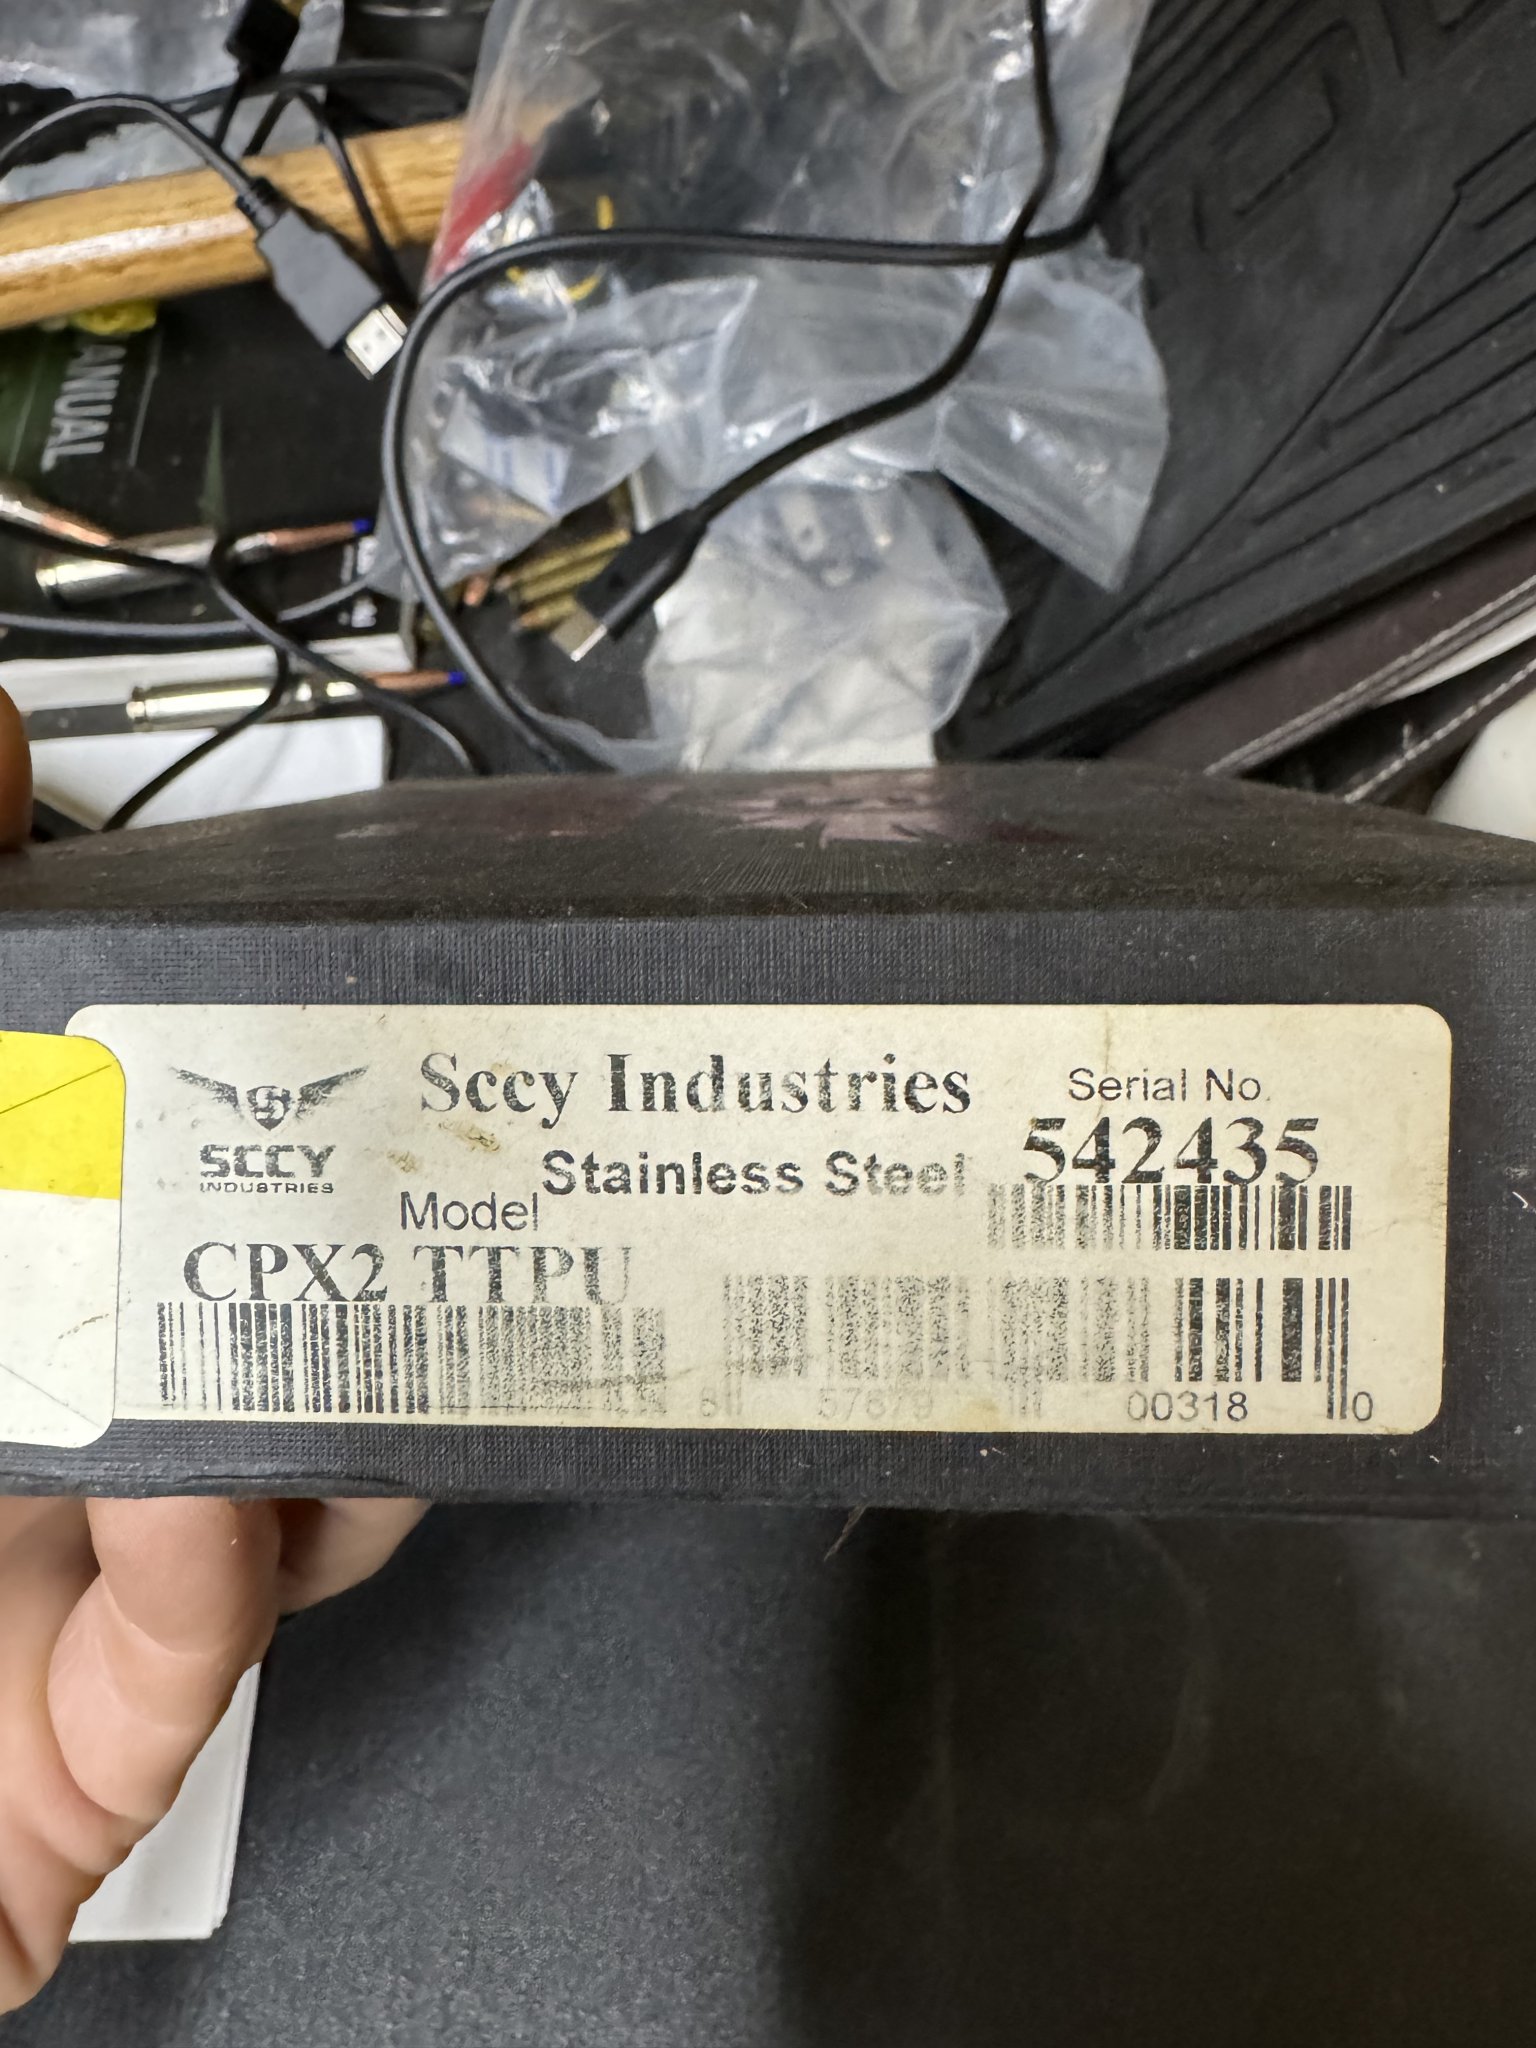 ANUAL
Sccy Industries
Serial No.
542435
SCCY
INDUSTRIES
Stainless Steel
Model
CPX2 TTPU
57879
00318
0